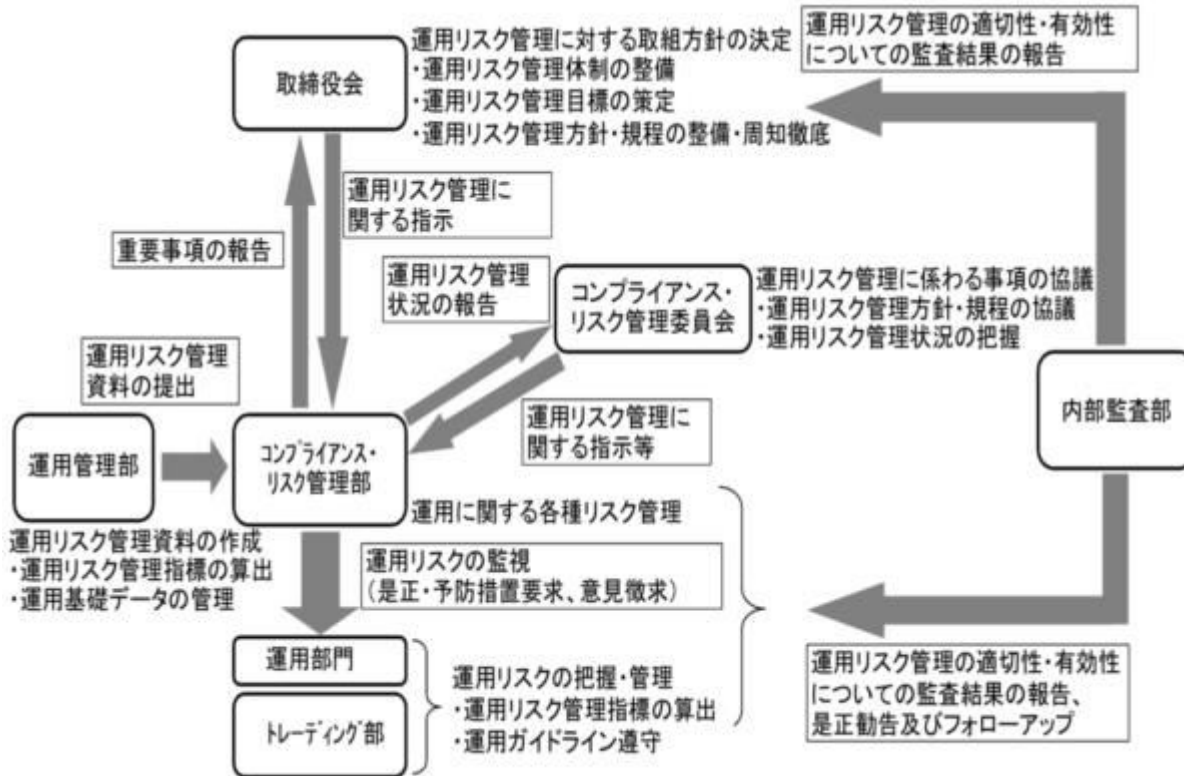 取締役会
運用リスク管理に対する取組方針の決定
・運用リスク管理体制の整備
・運用リスク管理目標の策定
・運用リスク管理方針・規程の整備・周知徹底
運用リスク管理の適切性・有効性
についての監査結果の報告
運用リスク管理に
関する指示
重要事項の報告
運用リスク管理
状況の報告
コンプライアンス・
リスク管理委員会
運用リスク管理に係わる事項の協議
・運用リスク管理方針・規程の協議
・運用リスク管理状況の把握
運用リスク管理
資料の提出
運用リスク管理に
関する指示等
内部監査部
運用管理部
コンプライアンス・
リスク管理部
運用に関する各種リスク管理
運用リスク管理資料の作成
・運用リスク管理指標の算出
・運用基礎データの管理
運用リスクの監視
（是正・予防措置要求、意見徴求）
運用部門
トレーディング部
運用リスクの把握・管理
・運用リスク管理指標の算出
・運用ガイドライン遵守
運用リスク管理の適切性・有効性
についての監査結果の報告、
是正勧告及びフォローアップ